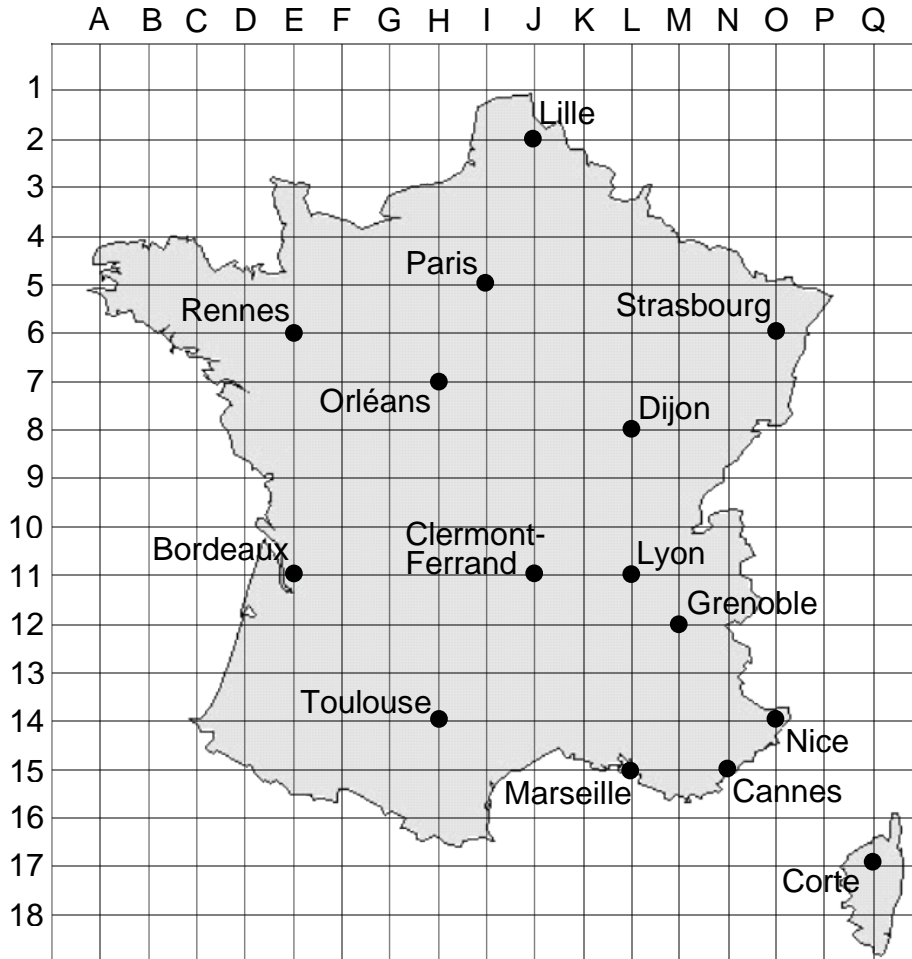 A B C D E F G H I J K L M N O P Q
1
Lille
2
3
4
Paris
5
Strasbourg
Rennes
6
7
Orléans
Dijon
8
9
10
Clermont-
Bordeaux
Lyon
Ferrand
11
Grenoble
12
13
Toulouse
14
Nice
15
Marseille
Cannes
16
17
Corte
18